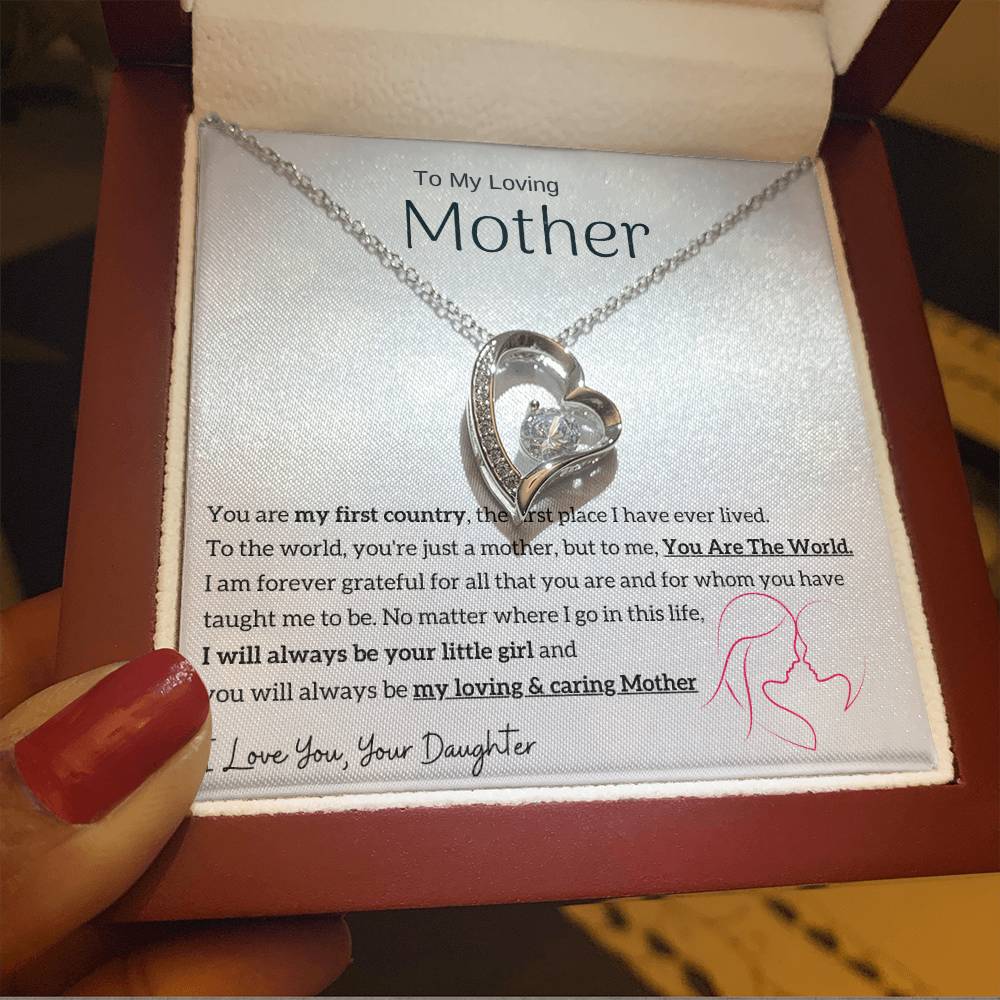 To My Loving
Mother
You are my first country, the first place I have ever lived.
To the world, you're just a mother, but to me, You Are The World.
I am forever grateful for all that you are and for whom you have
taught me to be. No matter where I go in this life,
I will always be your little girl and
you will always be my loving & caring Mother
I Love You, Your Daughter